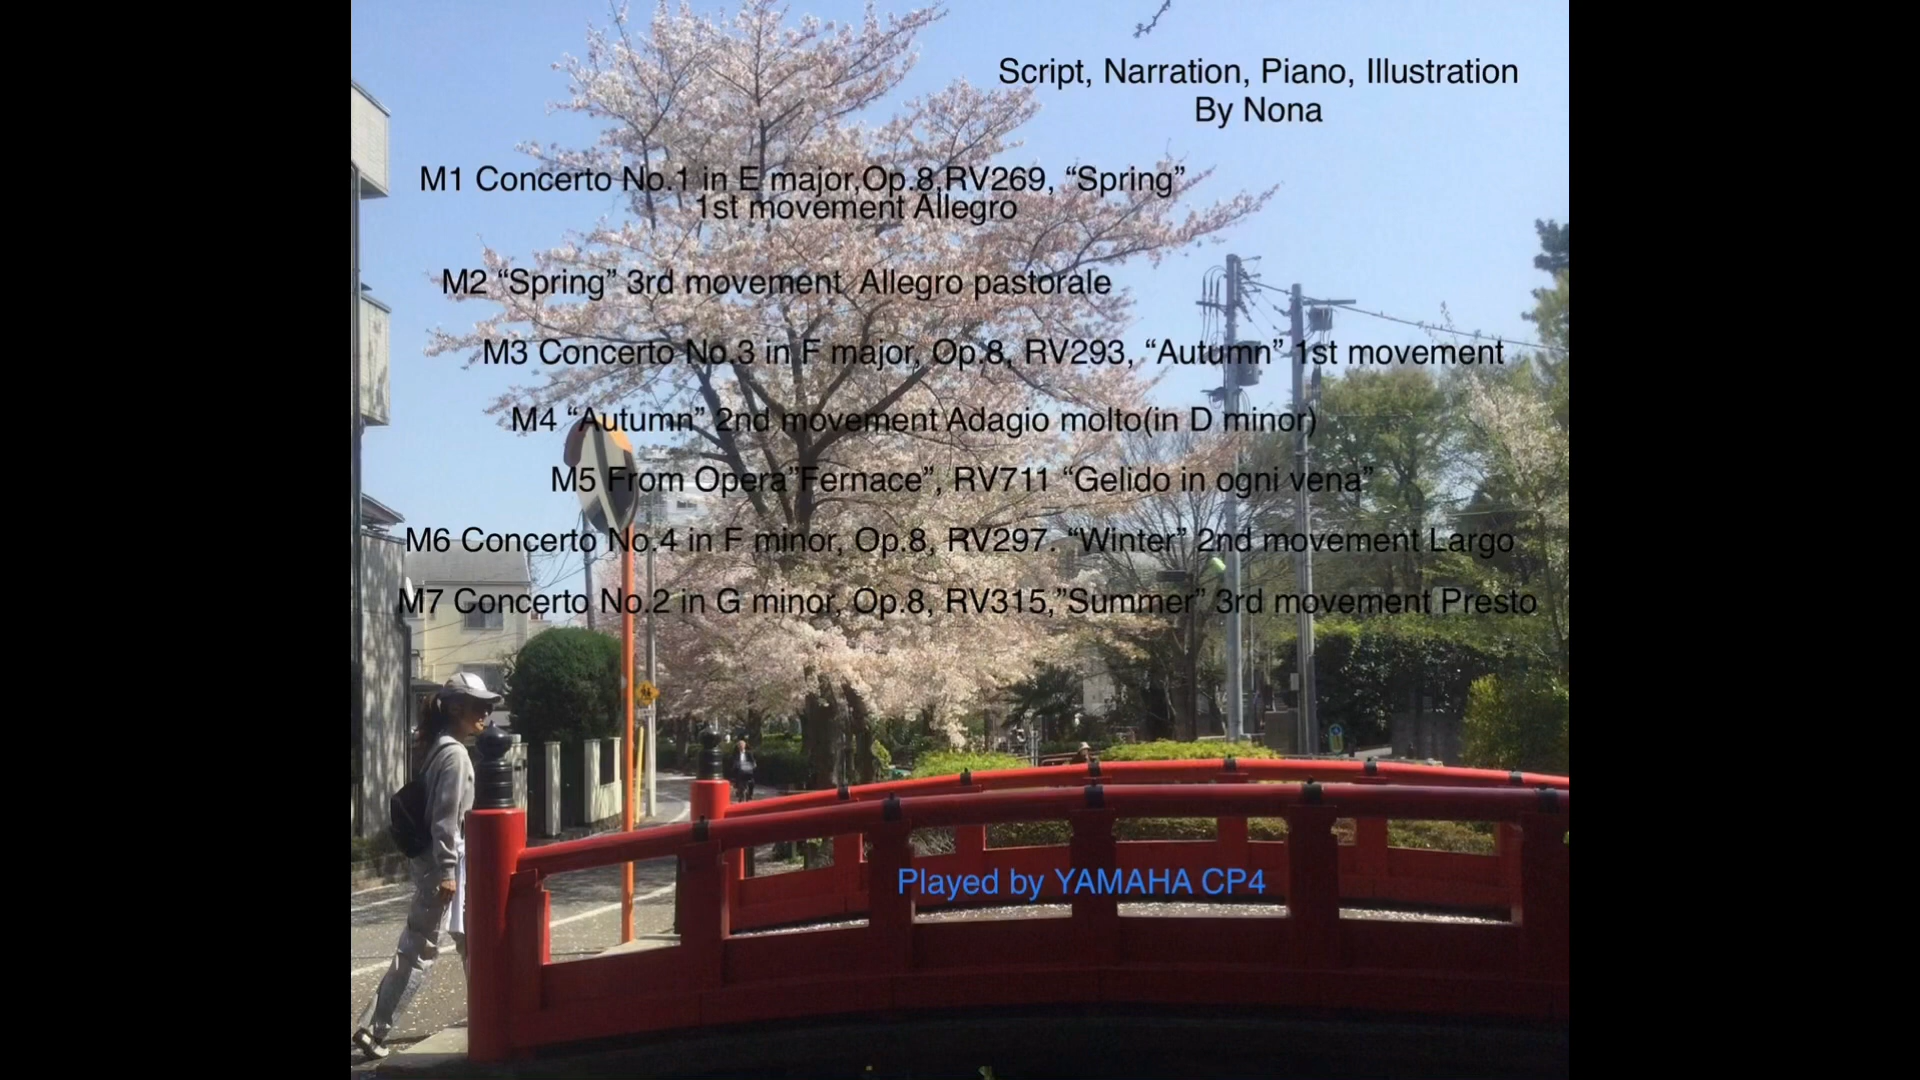 Script, Narration, Piano, Illustration
By Nona
M1 Concerto No.1 in E major,Op.8,RV269, “Spring”
1st movement Allegro
M2 “Spring” 3rd movement  Allegro pastorale
M3 Concerto No.3 in F major, Op.8, RV293, “Autumn” 1st movement
M4 “Autumn” 2nd movement Adagio molto(in D minor)
M5 From Opera”Fernace”, RV711 “Gelido in ogni vena”
M6 Concerto No.4 in F minor, Op.8, RV297. “Winter” 2nd movement Largo
M7 Concerto No.2 in G minor, Op.8, RV315,”Summer” 3rd movement Presto
Played by YAMAHA CP4